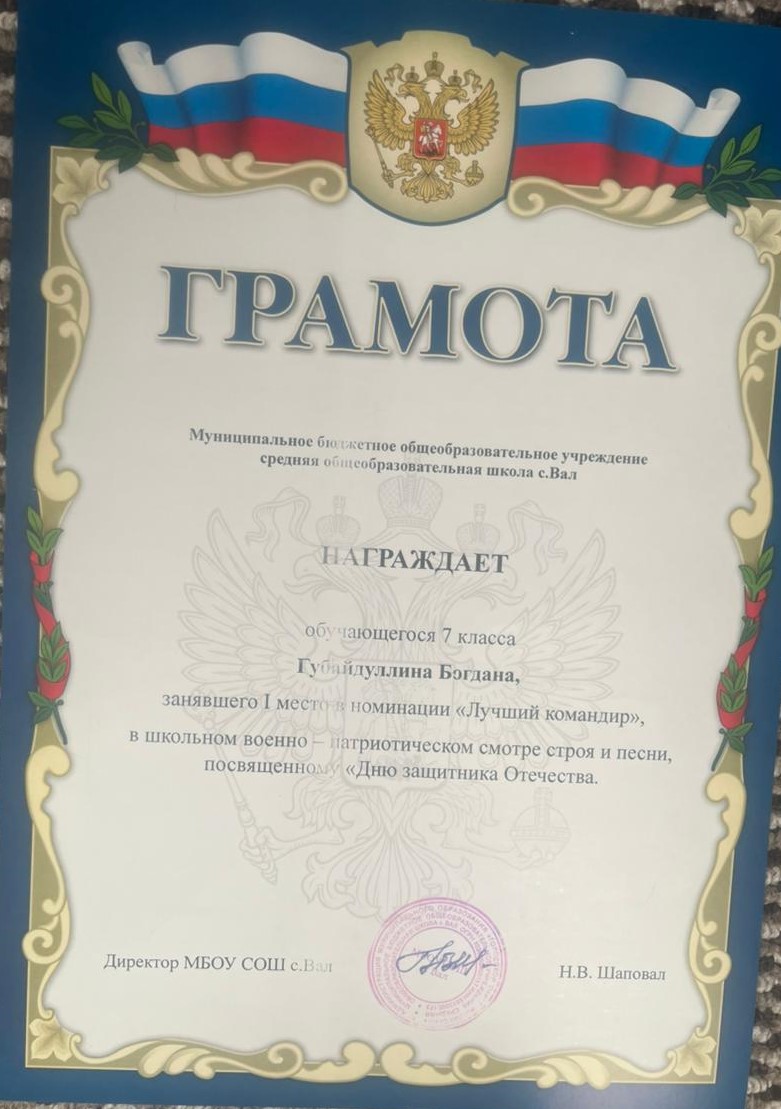 ГРАМОТА
Муниципальное бюджетное общеобразовательное учреждение
средняя общеобразовательная школа с.Вал
НАГРАЖДАЕТ
обучающегося 7 класса
Губайдуллина Богдана,
занявшего I место в номинации «Лучший командир»,
в школьном военно – патриотическом смотре строя и песни,
посвященному «Дню защитника Отечества.
Директор МБОУ СОШ с.Вал
Н.В. Шаповал